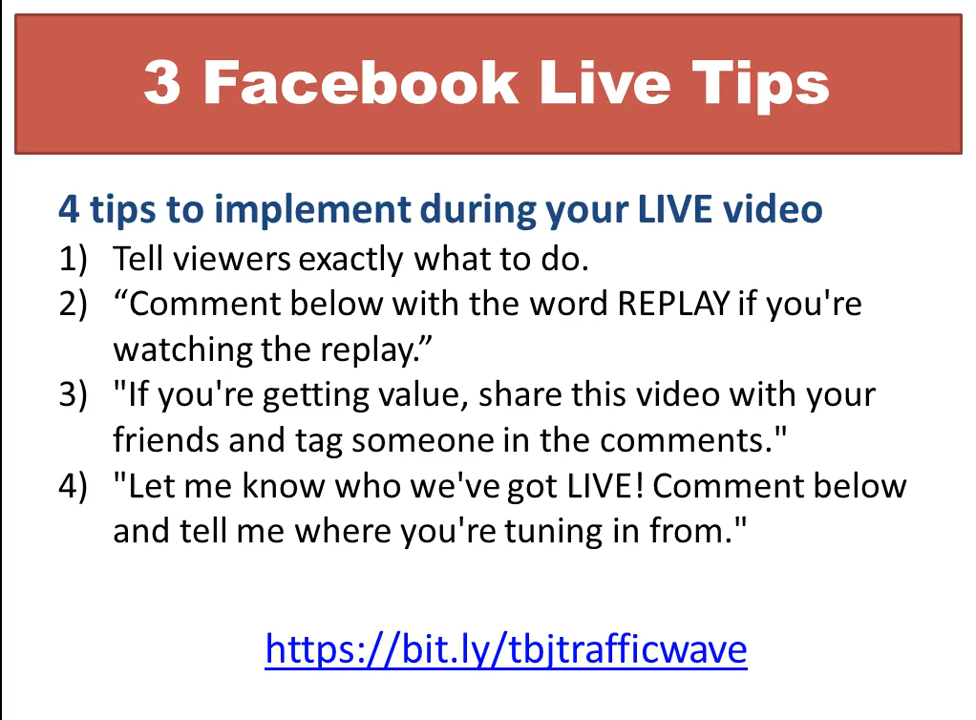 3 Facebook Live Tips
4 tips to implement during your LIVE video
1) Tell viewers exactly what to do.
2) “Comment below with the word REPLAY if you're
watching the replay.”
3) "If you're getting value, share this video with your
friends and tag someone in the comments."
4) "Let me know who we've got LIVE! Comment below
and tell me where you're tuning in from."
https://bit.ly/tbjtrafficwave